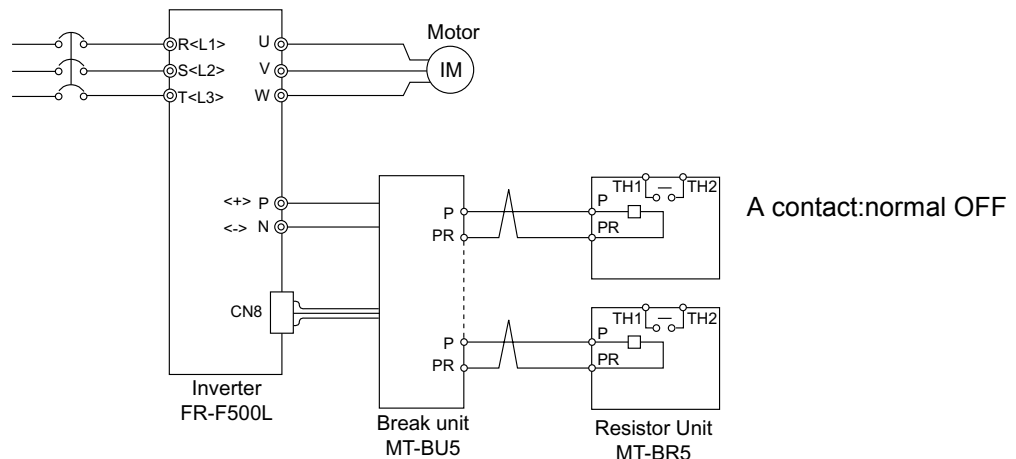 Motor
R<L1>
U
S<L2>
V
IM
T<L3>
W
TH1
TH2
P
<+> P
A contact:normal OFF
P
PR
<-> N
PR
CN8
TH1
TH2
P
P
PR
PR
Inverter
FR-F500L
Break unit
MT-BU5
Resistor Unit
MT-BR5